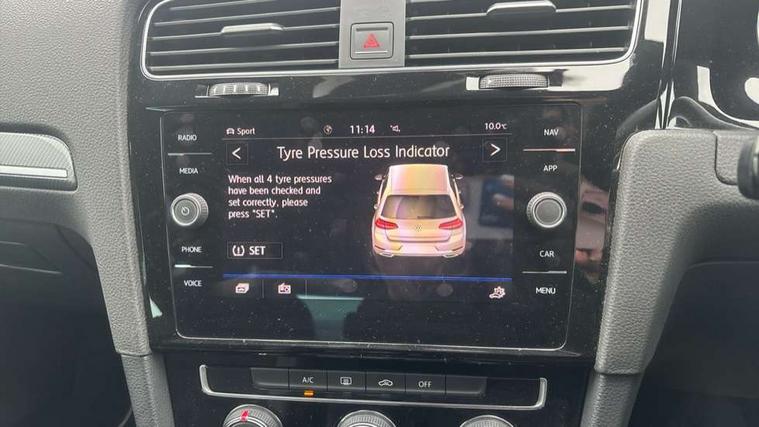 RADIO
MEDIA
PHONE
VOICE
Sport
11:14
10.0°C
Tyre Pressure Loss Indicator
When all 4 tyre pressures
have been checked and
set correctly, please
press "SET".
SET
NAV
APP
CAR
MENU
A/C
OFF